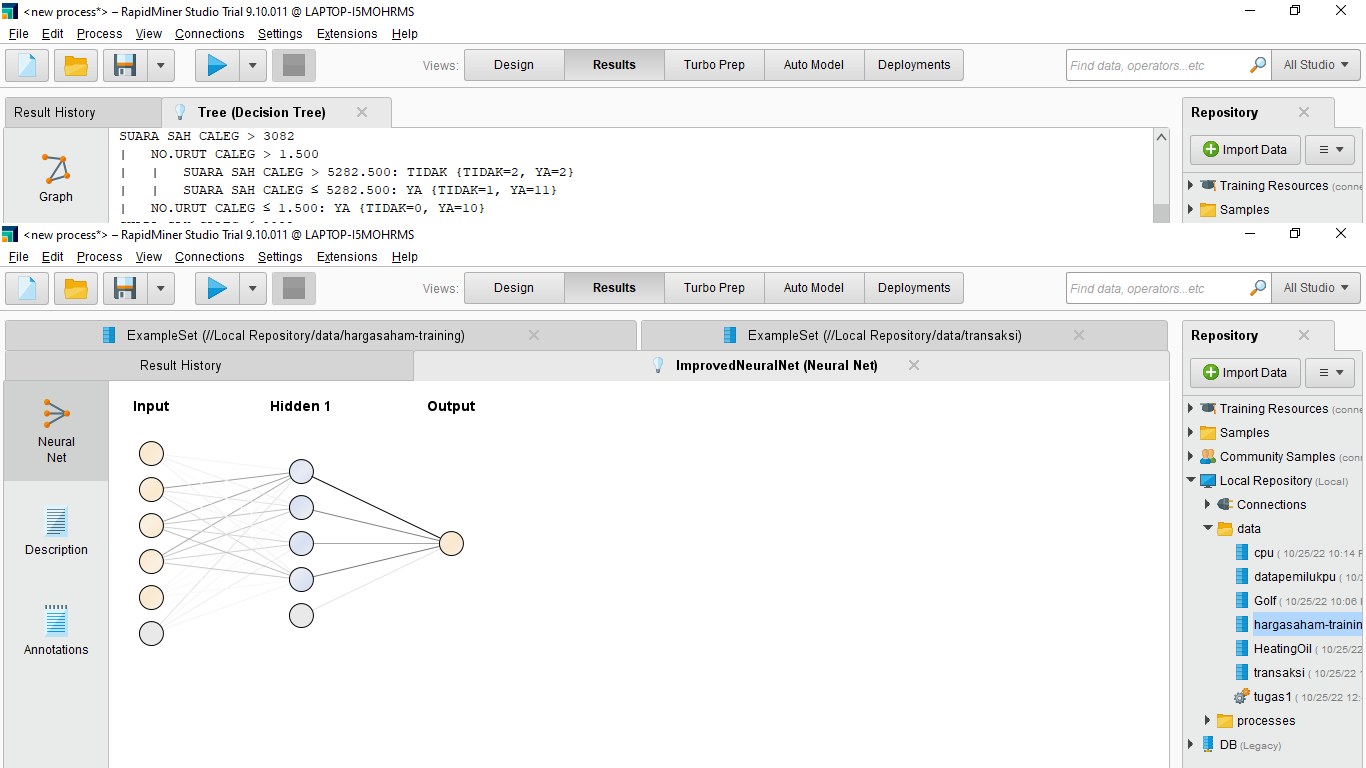 <new process*> – RapidMiner Studio Trial 9.10.011 @ LAPTOP-I5MOHRMS
File Edit Process View Connections Settings Extensions Help
Views: Design Results Turbo Prep Auto Model Deployments Find data, operators...etc All Studio
Result History Tree (Decision Tree) Repository
SUARA SAH CALEG > 3082
| NO.URUT CALEG > 1.500
| | SUARA SAH CALEG > 5282.500: TIDAK {TIDAK=2, YA=2}
| | SUARA SAH CALEG ≤ 5282.500: YA {TIDAK=1, YA=11}
| NO.URUT CALEG ≤ 1.500: YA {TIDAK=0, YA=10}
Graph
Import Data
Training Resources (conne
Samples
<new process*> – RapidMiner Studio Trial 9.10.011 @ LAPTOP-I5MOHRMS
File Edit Process View Connections Settings Extensions Help
Views: Design Results Turbo Prep Auto Model Deployments Find data, operators...etc All Studio
ExampleSet (//Local Repository/data/hargasaham-training) ExampleSet (//Local Repository/data/transaksi) Repository
Result History ImprovedNeuralNet (Neural Net)
Neural
Net
Description
Annotations
Input Hidden 1 Output
Import Data
Training Resources (conne
Samples
Community Samples (con
Local Repository (Local)
Connections
data
cpu ( 10/25/22 10:14 P
datapemilukpu ( 10/2
Golf ( 10/25/22 10:06
hargasaham-trainin
HeatingOil ( 10/25/22
transaksi ( 10/25/22
tugas1 ( 10/25/22 12:
processes
DB (Legacy)